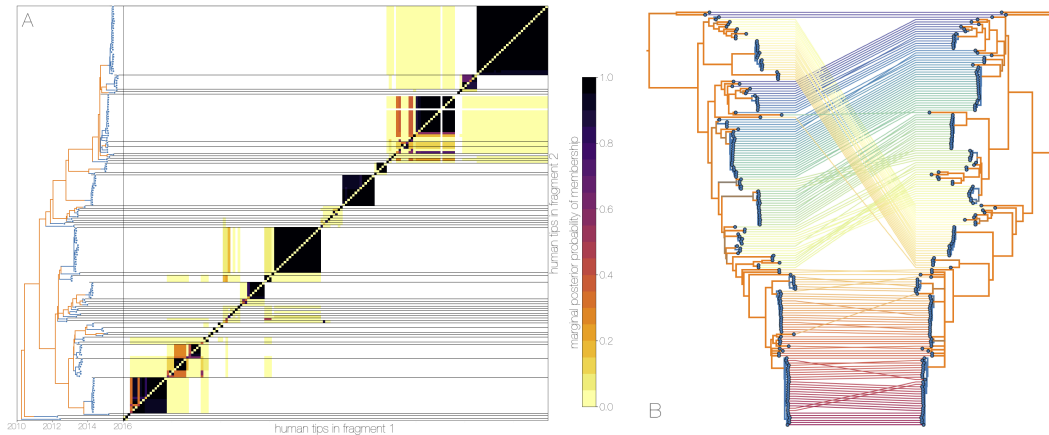 A
human tips in fragment 2
2010
2012
2014
2016
human tips in fragment 1
marginal posterior probability of membership
1.0
0.8
0.6
0.4
0.2
0.0
B